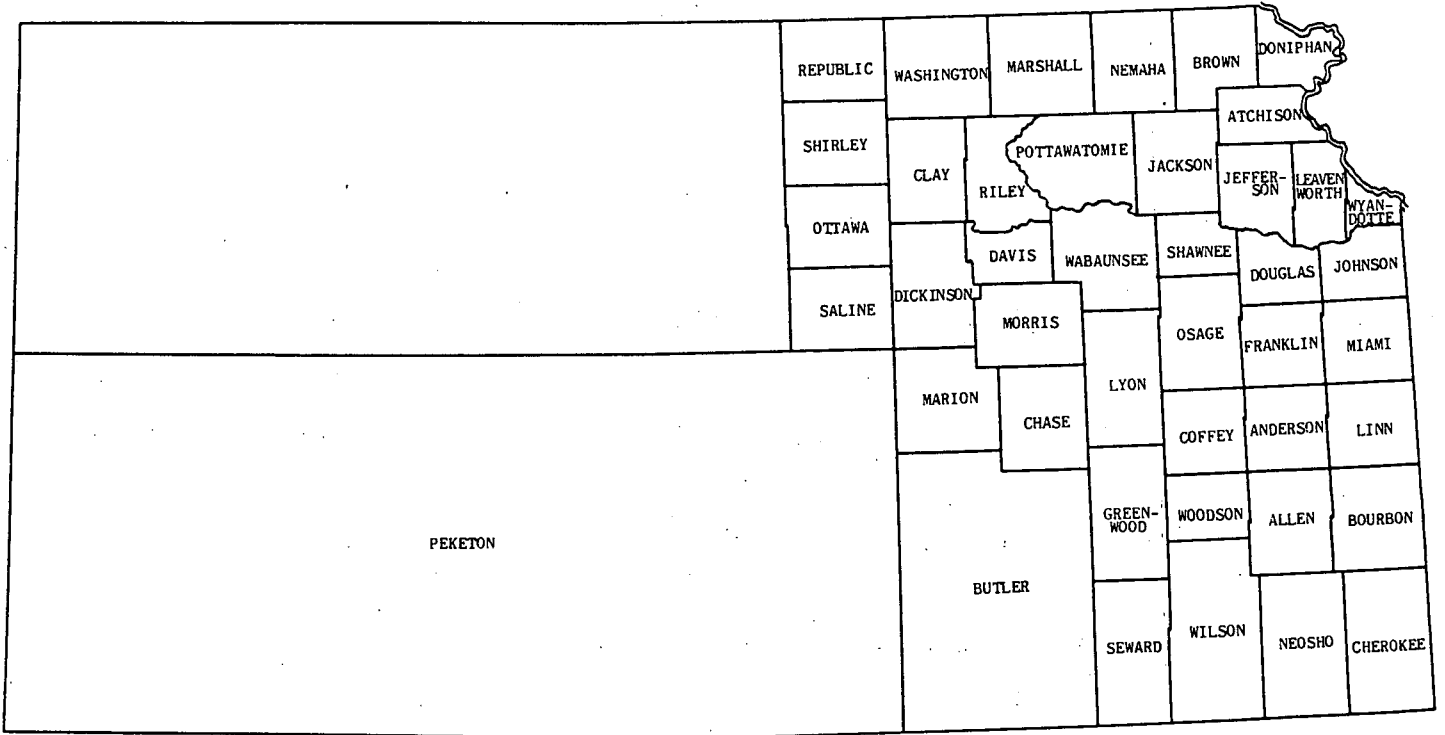 REPUBLIC
WASHINGTON
MARSHALL
NEMAHA
BROWN
DONIPHAN
ATCHISON
SHIRLEY
CLAY
RILEY
POTTAWATOMIE
JACKSON
JEFFER-
SON
LEAVEN
WORTH
WYAN-
DOTTE
OTTAWA
DAVIS
WABAUNSEE
SHAWNEE
DOUGLAS
JOHNSON
SALINE
DICKINSON
MORRIS
OSAGE
FRANKLIN
MIAMI
MARION
CHASE
LYON
COFFEY
ANDERSON
LINN
PEKETON
BUTLER
GREEN-
WOOD
WOODSON
ALLEN
BOURBON
SEWARD
WILSON
NEOSHO
CHEROKEE